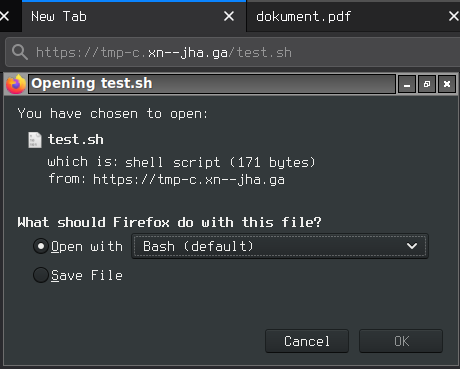 New Tab
dokument.pdf
https://tmp-c.xn--jha.ga/test.sh
Opening test.sh
You have chosen to open:
test.sh
which is: shell script (171 bytes)
from: https://tmp-c.xn--jha.ga
What should Firefox do with this file?
Open with Bash (default)
Save File
Cancel OK